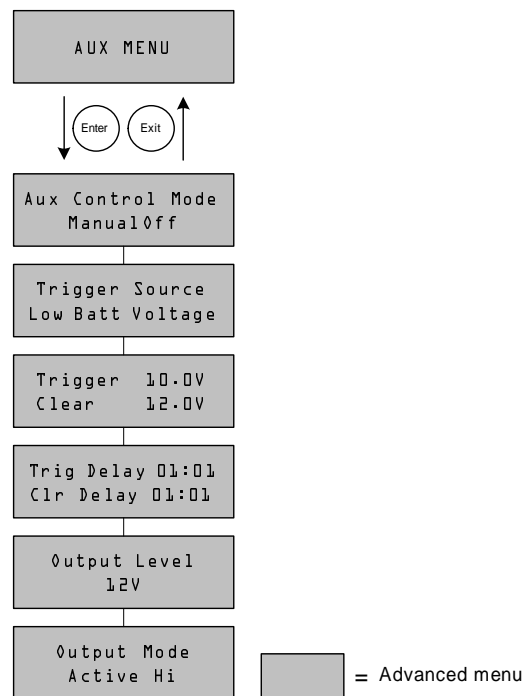 AUX MENU
Enter Exit
Aux Control Mode
ManualOff
Trigger Source
Low Batt Voltage
Trigger 10.0V
Clear 12.0V
Trig Delay 01:01
Clr Delay 01:01
Output Level
12V
Output Mode
Active Hi
= Advanced menu